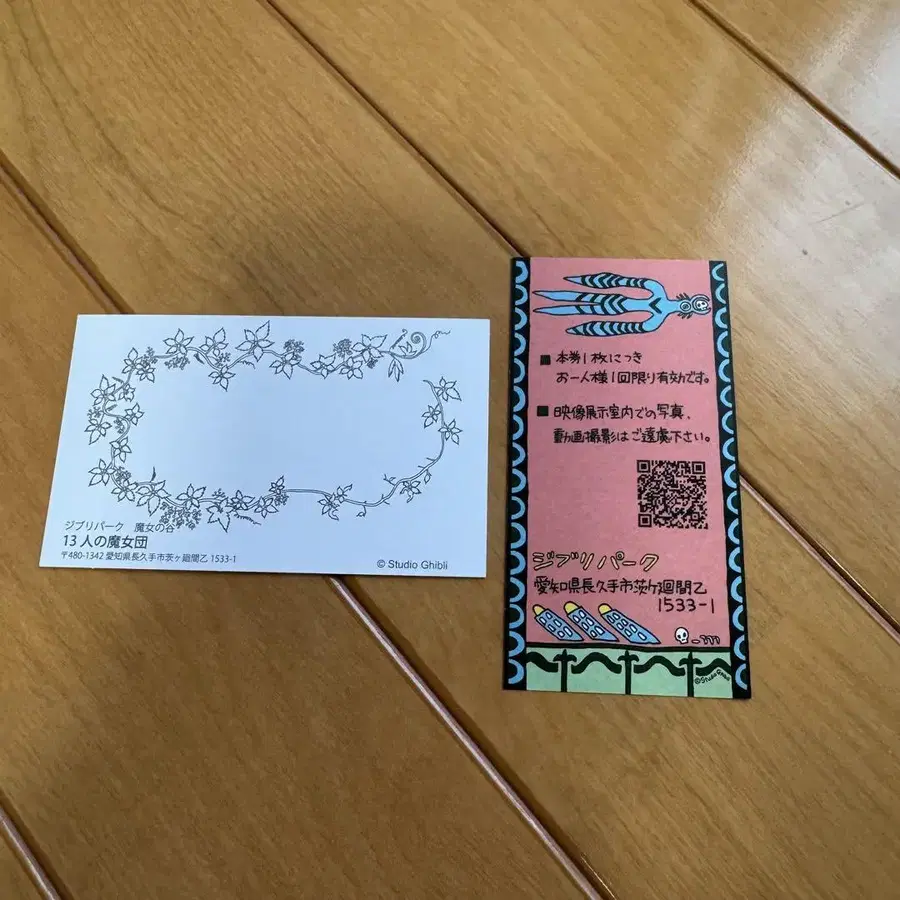 ジブリパーク 魔女の谷
13人の魔女団
〒480-1342 愛知県長久手市茨ケ廻間乙 1533-1
© Studio Ghibli
■ 本券1枚につき
お一人様1回限り有効です。
■ 映像展示室内での写真、
動画撮影はご遠慮下さい。
ジブリパーク
愛知県長久手市茨ケ廻間乙
1533-1
©Studio Ghibli